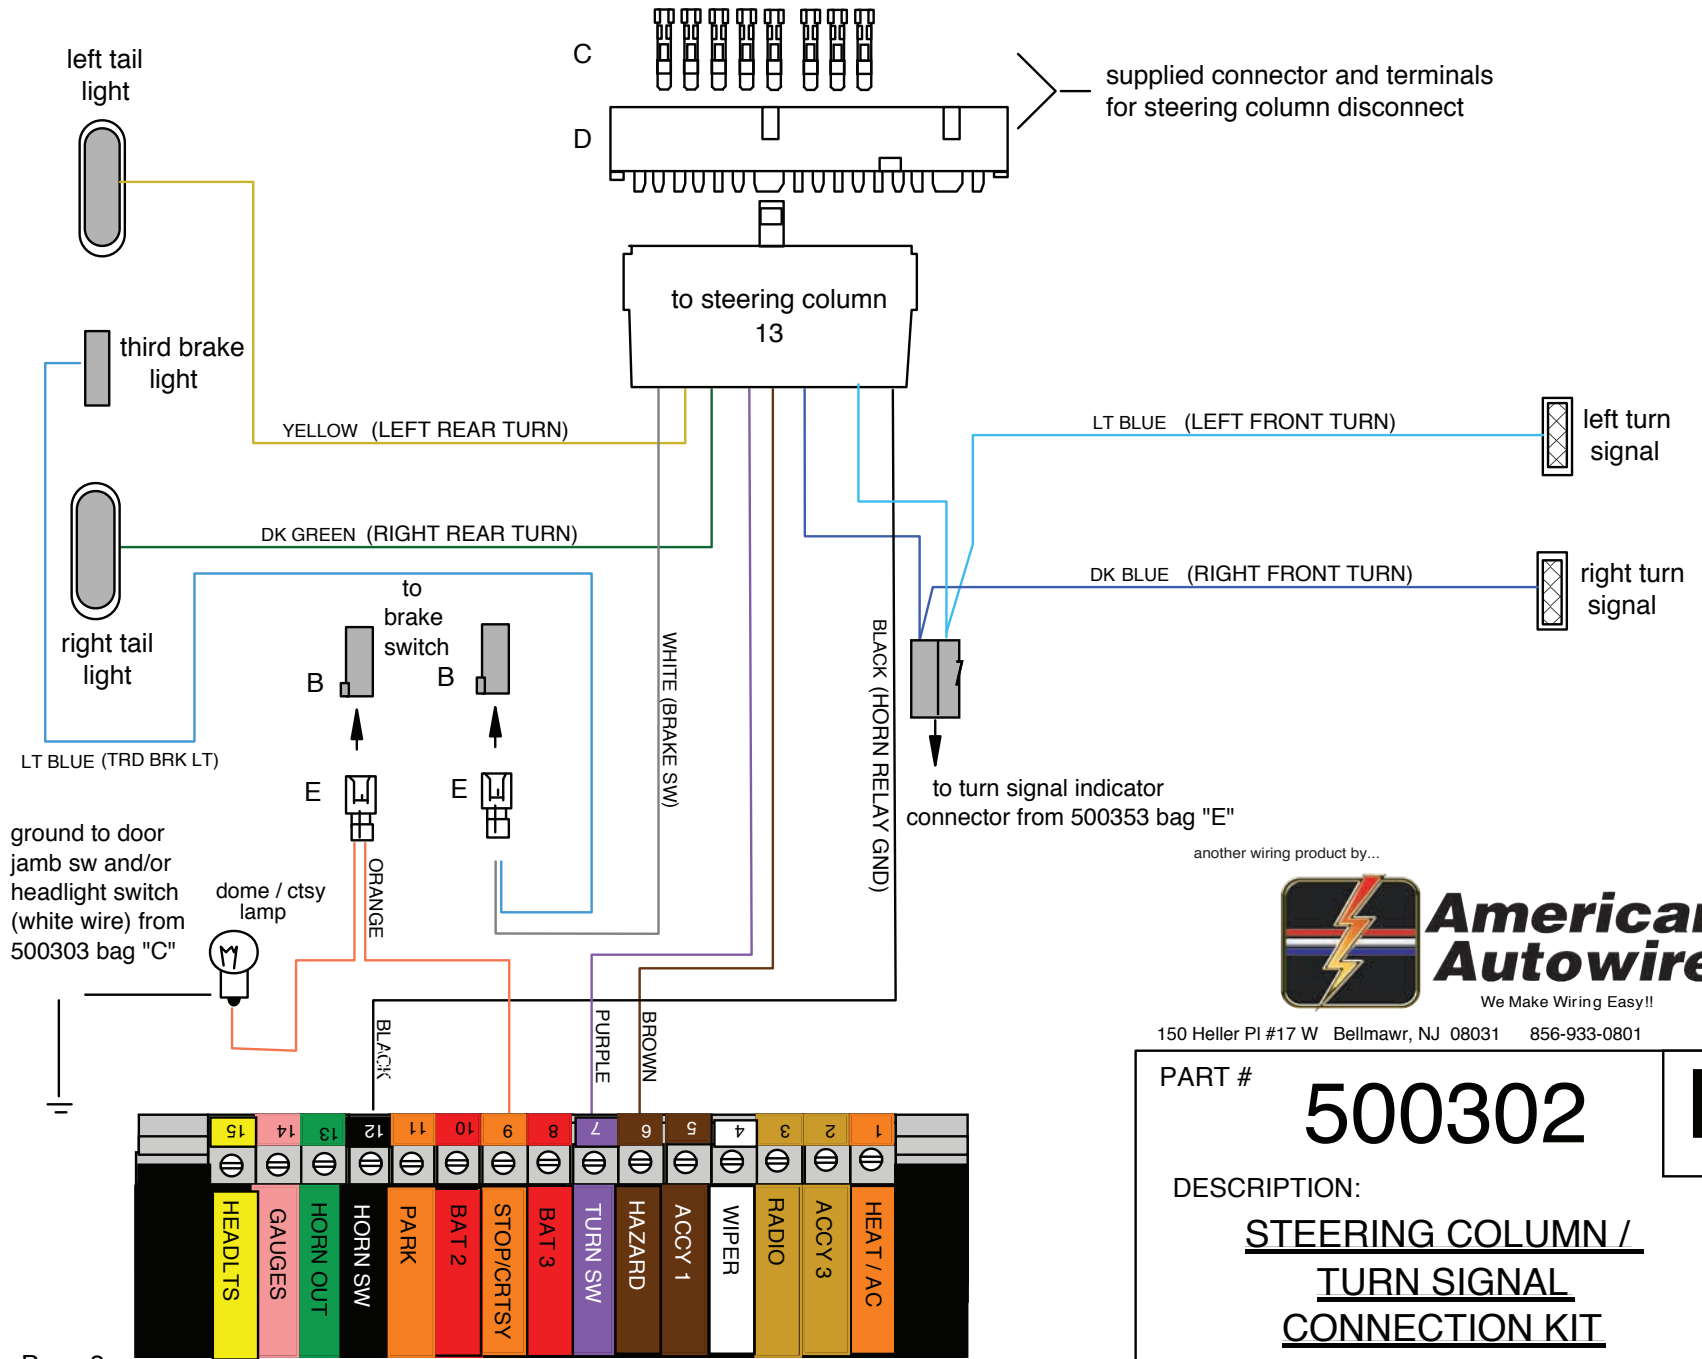 C
left tail
light
supplied connector and terminals
for steering column disconnect
D
to steering column
13
third brake
light
YELLOW (LEFT REAR TURN)
LT BLUE (LEFT FRONT TURN)
left turn
signal
DK GREEN (RIGHT REAR TURN)
to
brake
switch
DK BLUE (RIGHT FRONT TURN)
right turn
signal
right tail
light
B
B
WHITE (BRAKE SW)
BLACK (HORN RELAY GND)
LT BLUE (TRD BRK LT)
E
E
to turn signal indicator
connector from 500353 bag "E"
ground to door
jamb sw and/or
headlight switch
(white wire) from
500303 bag "C"
dome / ctsy
lamp
ORANGE
another wiring product by...
American
Autowire
We Make Wiring Easy!!
150 Heller Pl #17 W Bellmawr, NJ 08031 856-933-0801
BLACK
PURPLE
BROWN
PART #
500302
DESCRIPTION:
STEERING COLUMN /
TURN SIGNAL
CONNECTION KIT
15 14 13 12 11 10 9 8 7 6 5 4 3 2 1
HEADLTS
GAUGES
HORN OUT
HORN SW
PARK
BAT 2
STOP/CRTSY
BAT 3
TURN SW
HAZARD
ACCY 1
WIPER
RADIO
ACCY 3
HEAT / AC